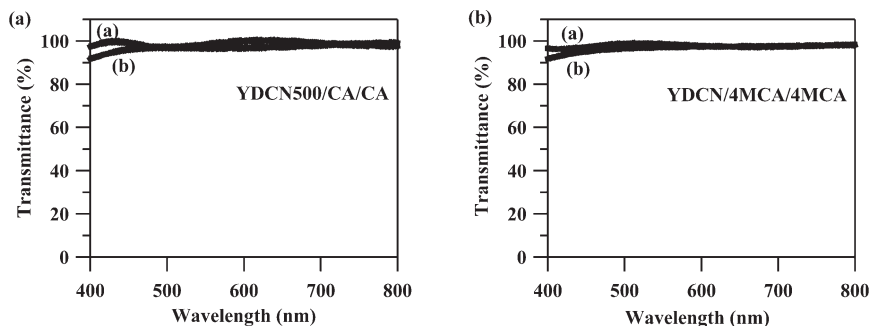 (a)
Transmittance (%)
100
80
60
40
20
0
(a)
(b)
YDCN500/CA/CA
400 500 600 700 800
Wavelength (nm)
(b)
Transmittance (%)
100
80
60
40
20
0
(a)
(b)
YDCN/4MCA/4MCA
400 500 600 700 800
Wavelength (nm)